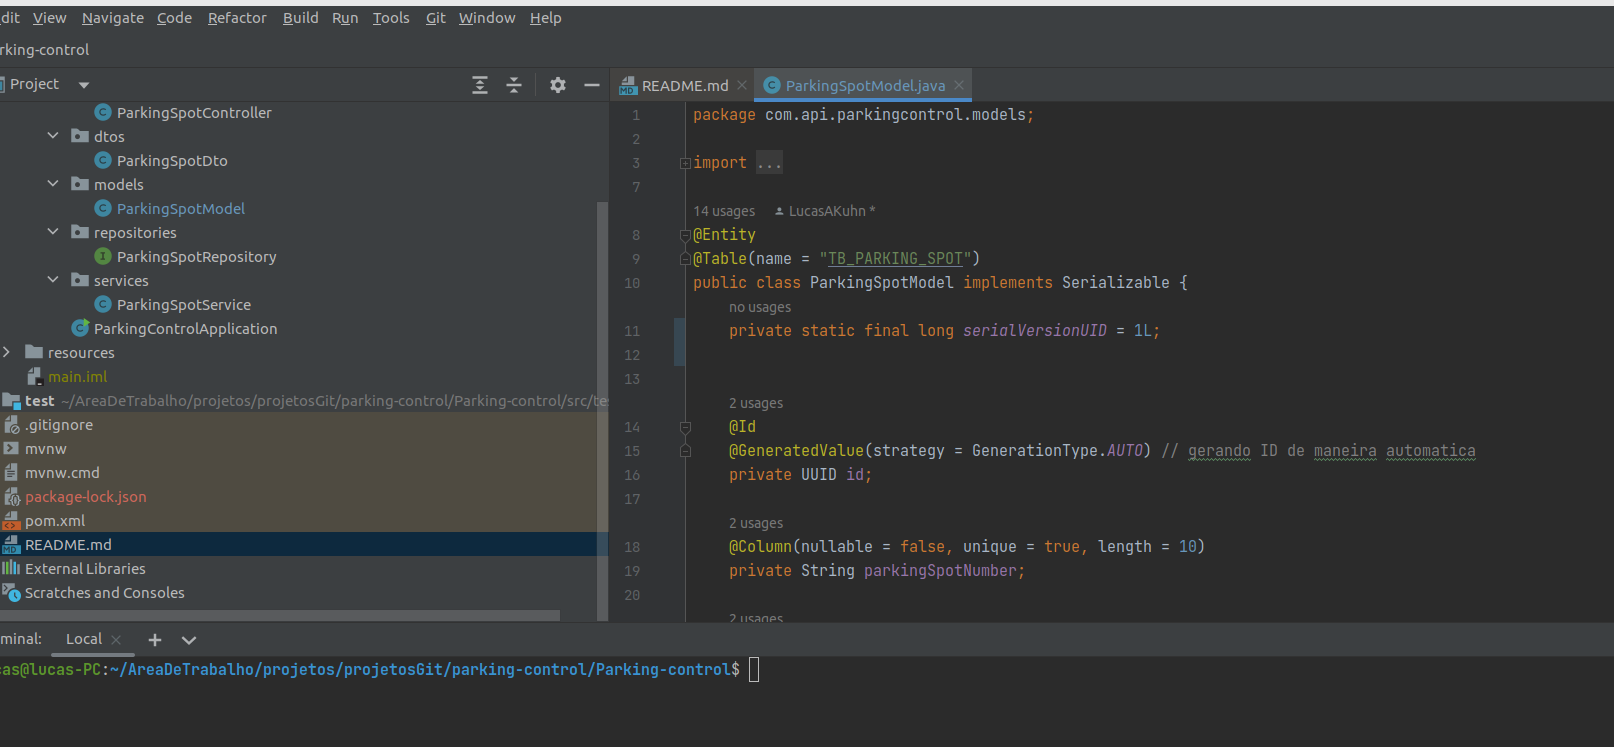 dit View Navigate Code Refactor Build Run Tools Git Window Help
rking-control
Project
README.md
ParkingSpotModel.java
ParkingSpotController
dtos
ParkingSpotDto
models
ParkingSpotModel
repositories
ParkingSpotRepository
services
ParkingSpotService
ParkingControlApplication
resources
main.iml
test ~/AreaDeTrabalho/projetos/projetosGit/parking-control/Parking-control/src/te
.gitignore
mvnw
mvnw.cmd
package-lock.json
pom.xml
README.md
External Libraries
Scratches and Consoles
1 package com.api.parkingcontrol.models;
2
3 import ...
7
14 usages LucasAKuhn *
8 @Entity
9 @Table(name = "TB_PARKING_SPOT")
10 public class ParkingSpotModel implements Serializable {
no usages
11 private static final long serialVersionUID = 1L;
12
13
2 usages
14 @Id
15 @GeneratedValue(strategy = GenerationType.AUTO) // gerando ID de maneira automatica
16 private UUID id;
17
2 usages
18 @Column(nullable = false, unique = true, length = 10)
19 private String parkingSpotNumber;
20
2 usages
minal: Local
cas@lucas-PC:~/AreaDeTrabalho/projetos/projetosGit/parking-control/Parking-control$